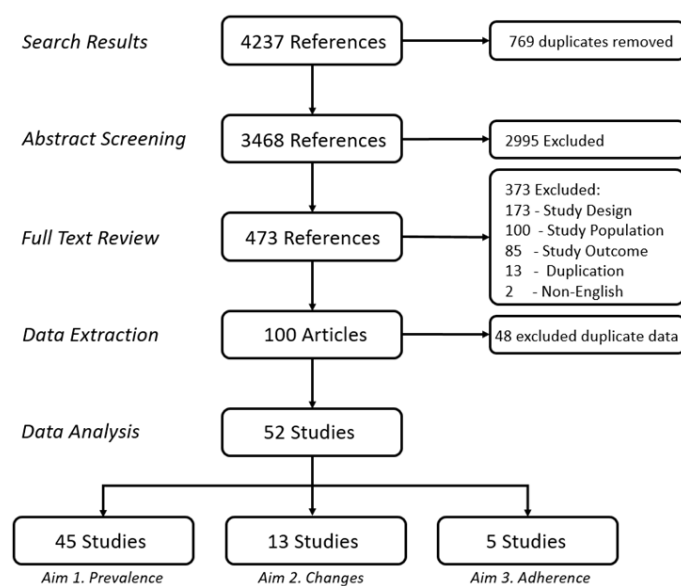 Search Results
4237 References
769 duplicates removed
Abstract Screening
3468 References
2995 Excluded
Full Text Review
473 References
373 Excluded:
173 - Study Design
100 - Study Population
85 - Study Outcome
13 - Duplication
2 - Non-English
Data Extraction
100 Articles
48 excluded duplicate data
Data Analysis
52 Studies
45 Studies
13 Studies
5 Studies
Aim 1. Prevalence
Aim 2. Changes
Aim 3. Adherence